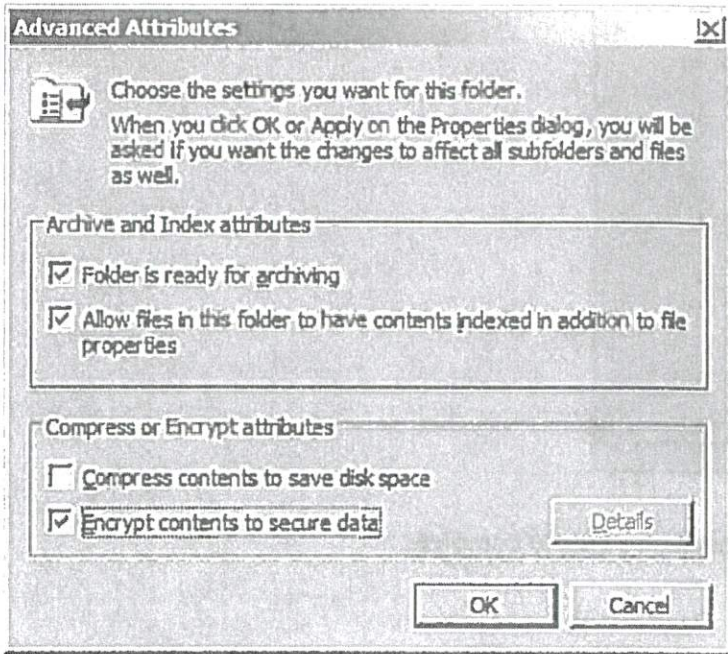 Advanced Attributes
Choose the settings you want for this folder.
When you click OK or Apply on the Properties dialog, you will be
asked if you want the changes to affect all subfolders and files
as well.
Archive and Index attributes
Folder is ready for archiving
Allow files in this folder to have contents indexed in addition to file
properties
Compress or Encrypt attributes
Compress contents to save disk space
Encrypt contents to secure data
Details
OK
Cancel